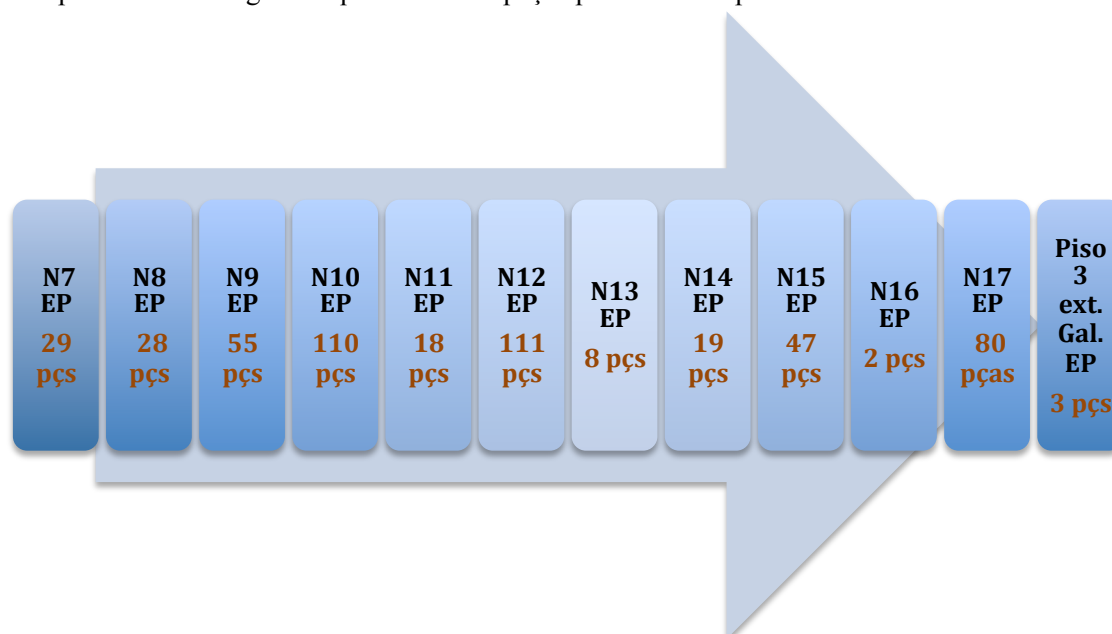 N7
EP
29
pçs
N8
EP
28
pçs
N9
EP
55
pçs
N10
EP
110
pçs
N11
EP
18
pçs
N12
EP
111
pçs
N13
EP
8 pçs
N14
EP
19
pçs
N15
EP
47
pçs
N16
EP
2 pçs
N17
EP
80
pças
Piso
3
ext.
Gal.
EP
3 pçs